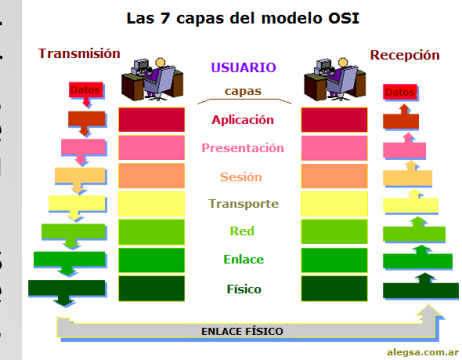 Las 7 capas del modelo OSI
Transmisión
Recepción
USUARIO
capas
Datos
Datos
Aplicación
Presentación
Sesión
Transporte
Red
Enlace
Físico
ENLACE FÍSICO
alegsa.com.ar